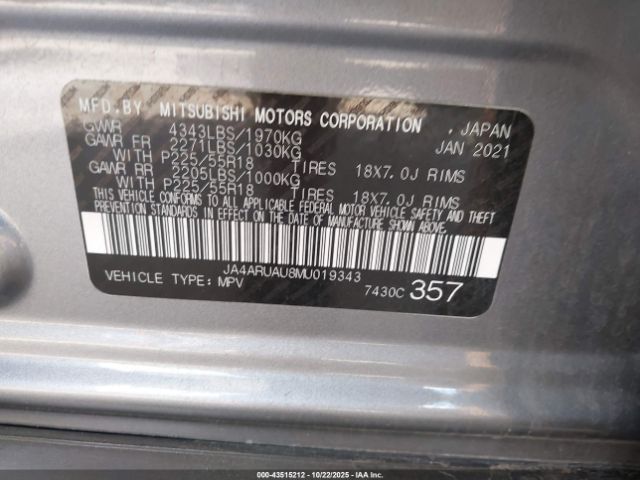 MFD.BY MITSUBISHI MOTORS CORPORATION . JAPAN
GVWR 4343LBS/1970KG JAN 2021
GAWR FR 2271LBS/1030KG
WITH P225/55R18 TIRES 18X7.0J RIMS
GAWR RR 2205LBS/1000KG
WITH P225/55R18 TIRES 18X7.0J RIMS
THIS VEHICLE CONFORMS TO ALL APPLICABLE FEDERAL MOTOR VEHICLE SAFETY AND THEFT
PREVENTION STANDARDS IN EFFECT ON THE DATE OF MANUFACTURE SHOWN ABOVE.
JA4ARUAU8MU019343
VEHICLE TYPE: MPV 7430C 357
000-43515212 10/22/2025 IAAI.COM